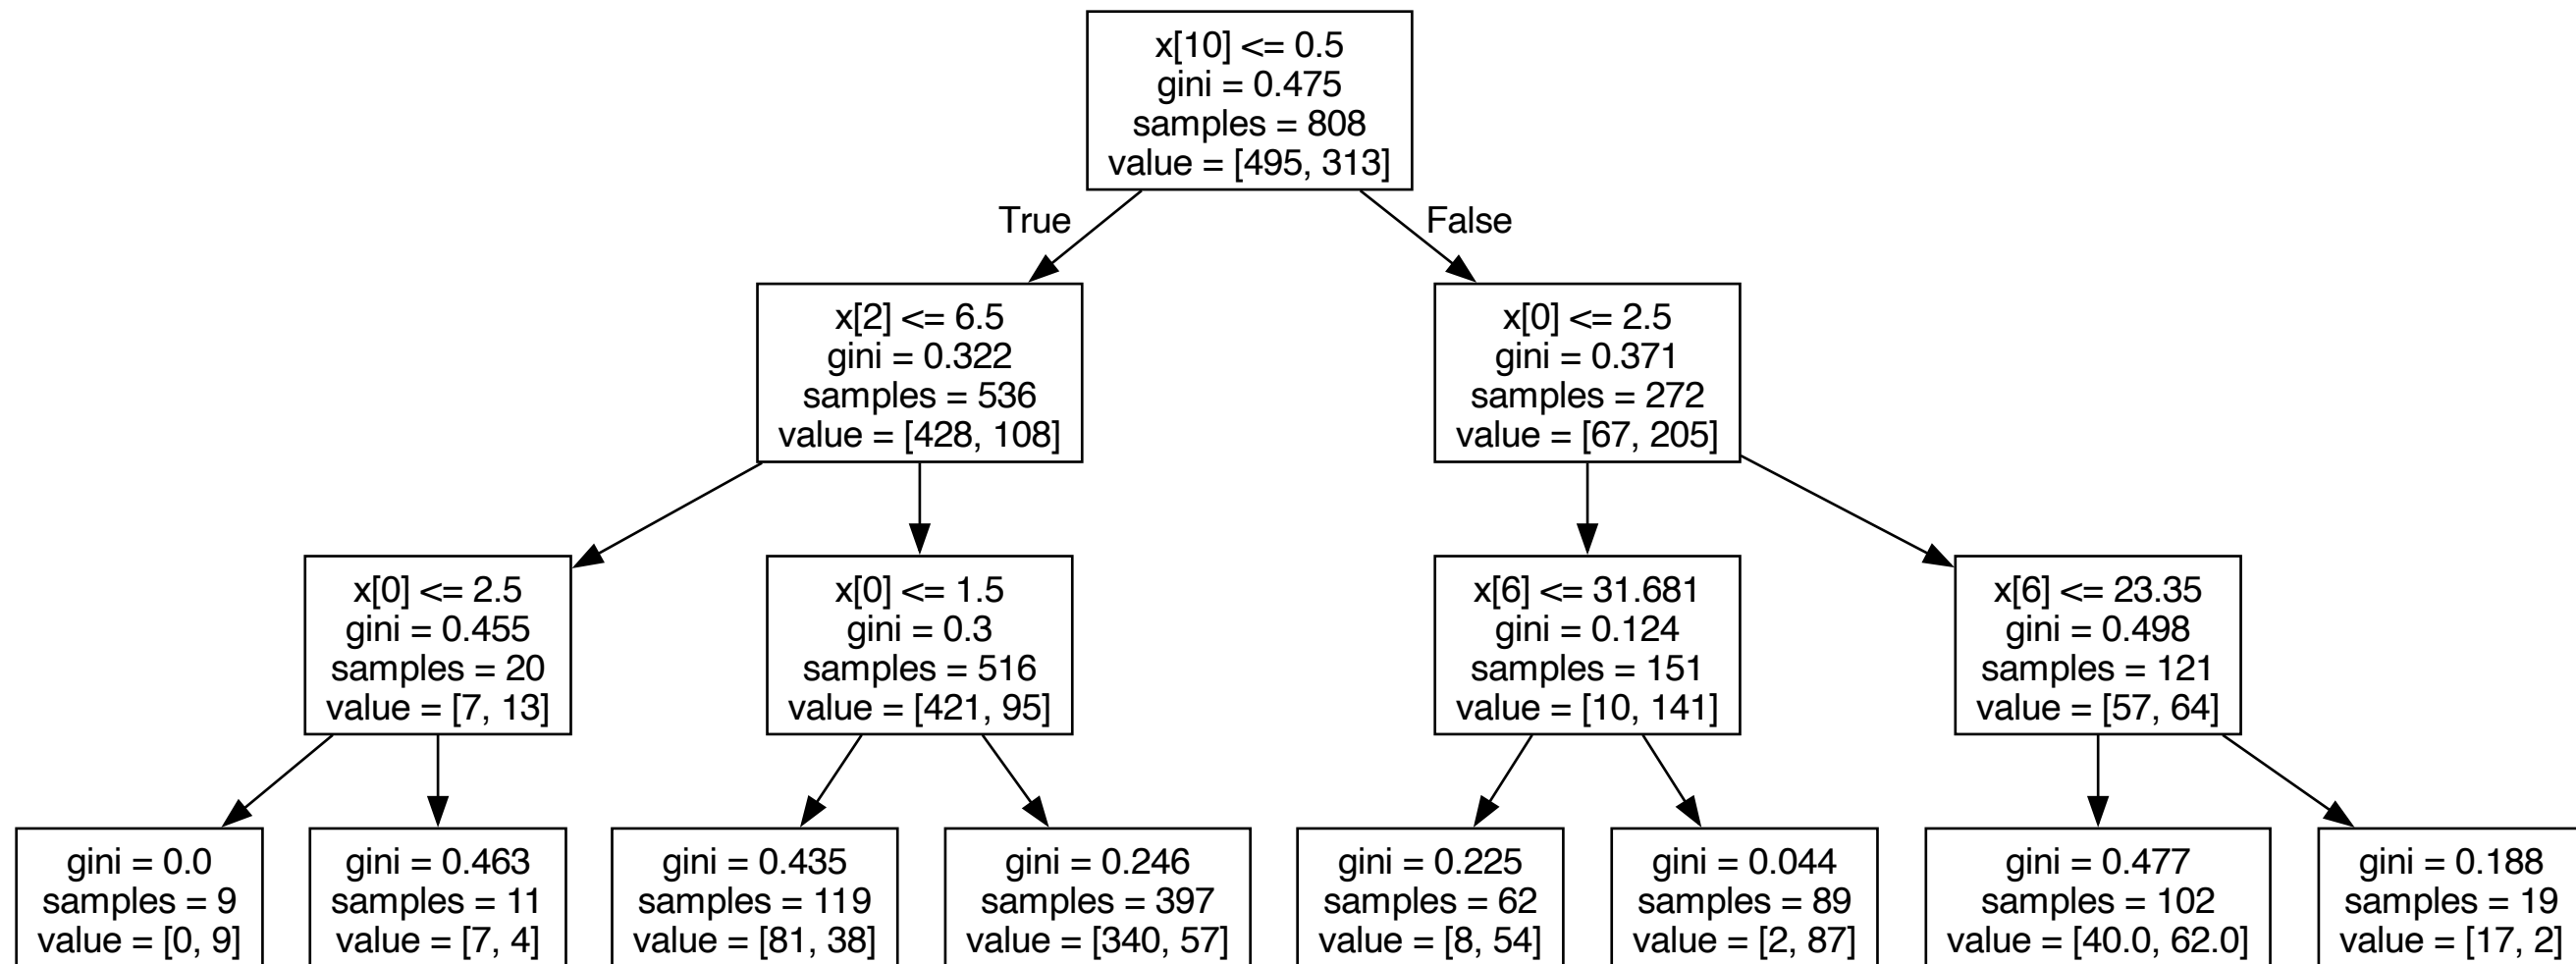 x[10] <= 0.5
gini = 0.475
samples = 808
value = [495, 313]
True
False
x[2] <= 6.5
gini = 0.322
samples = 536
value = [428, 108]
x[0] <= 2.5
gini = 0.371
samples = 272
value = [67, 205]
x[0] <= 2.5
gini = 0.455
samples = 20
value = [7, 13]
x[0] <= 1.5
gini = 0.3
samples = 516
value = [421, 95]
x[6] <= 31.681
gini = 0.124
samples = 151
value = [10, 141]
x[6] <= 23.35
gini = 0.498
samples = 121
value = [57, 64]
gini = 0.0
samples = 9
value = [0, 9]
gini = 0.463
samples = 11
value = [7, 4]
gini = 0.435
samples = 119
value = [81, 38]
gini = 0.246
samples = 397
value = [340, 57]
gini = 0.225
samples = 62
value = [8, 54]
gini = 0.044
samples = 89
value = [2, 87]
gini = 0.477
samples = 102
value = [40.0, 62.0]
gini = 0.188
samples = 19
value = [17, 2]